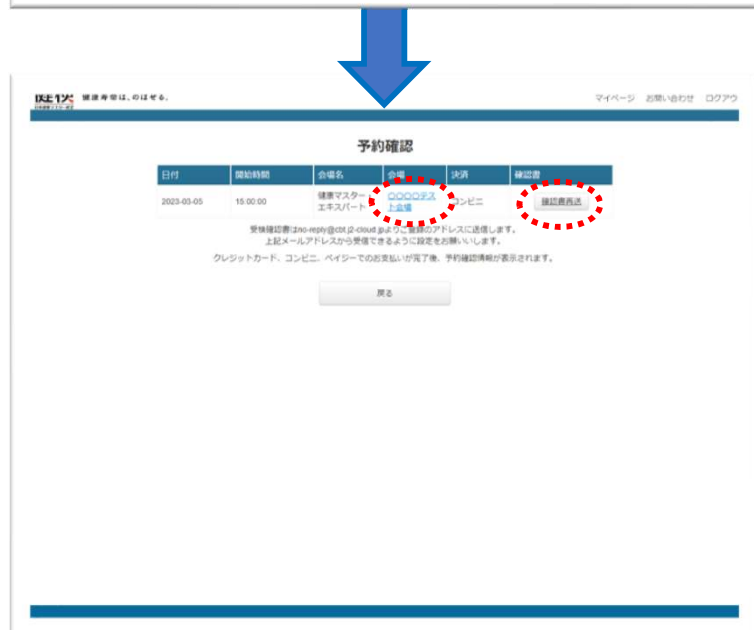 健検 健康寿命は、のばせる。
マイページ お問い合わせ ログアウ
予約確認
日付 開始時間 会場名 会場 決済 確認書
2023-03-05 15:00:00 健康マスター・エキスパート 〇〇〇〇テスト会場 コンビニ 確認書再送
受検確認書はno-reply@cbt.j2-cloud.jpよりご登録のアドレスに送信します。
上記メールアドレスから受信できるように設定をお願いいします。
クレジットカード、コンビニ、ペイジーでのお支払いが完了後、予約確認情報が表示されます。
戻る